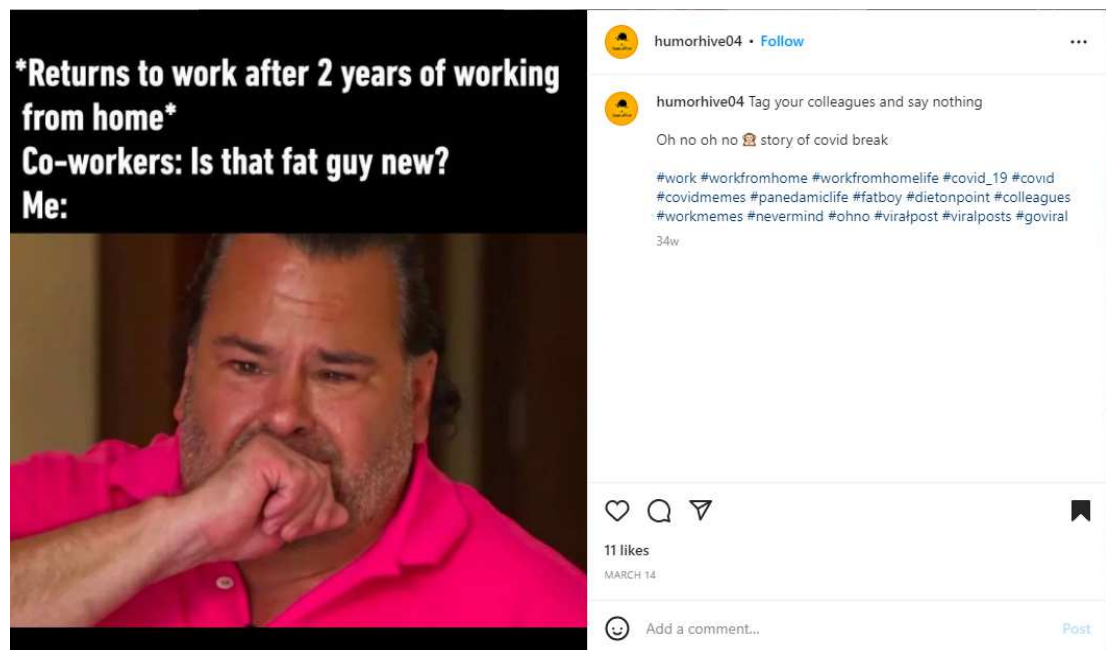 *Returns to work after 2 years of working
from home*
Co-workers: Is that fat guy new?
Me:
humorhive04 • Follow
humorhive04 Tag your colleagues and say nothing
Oh no oh no 🙊 story of covid break
#work #workfromhome #workfromhomelife #covid_19 #covıd
#covidmemes #panedamiclife #fatboy #dietonpoint #colleagues
#workmemes #nevermind #ohno #virałpost #viralposts #goviral
34w
11 likes
MARCH 14
Add a comment...
Post